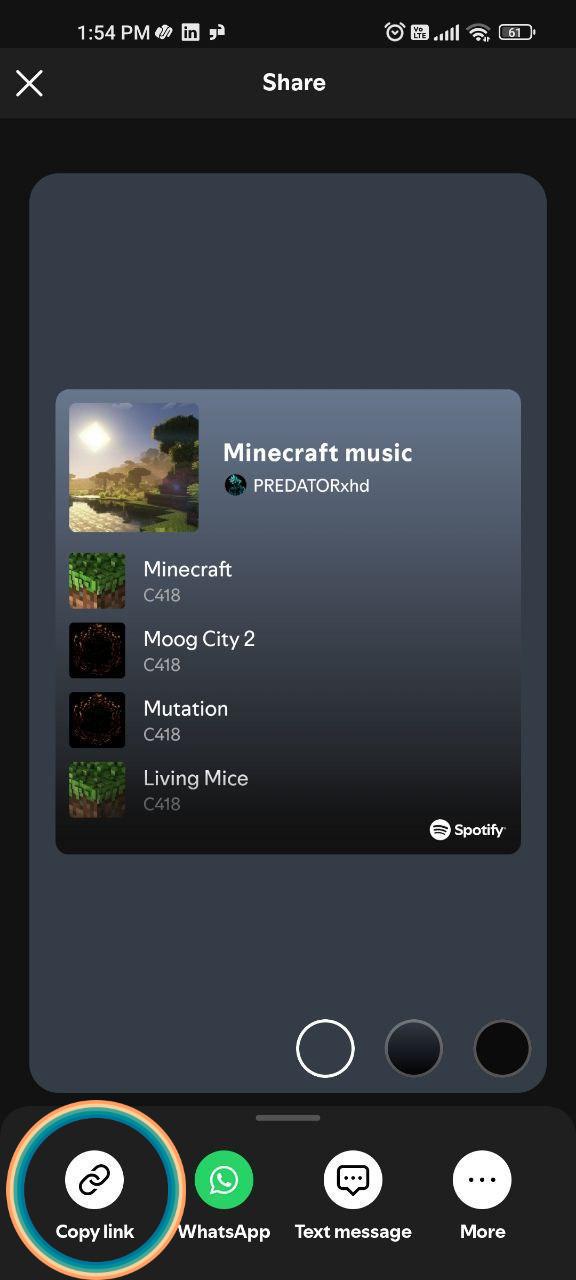 1:54 PM
61
Share
Minecraft music
PREDATORxhd
Minecraft
C418
Moog City 2
C418
Mutation
C418
Living Mice
C418
Spotify
Copy link
WhatsApp
Text message
More